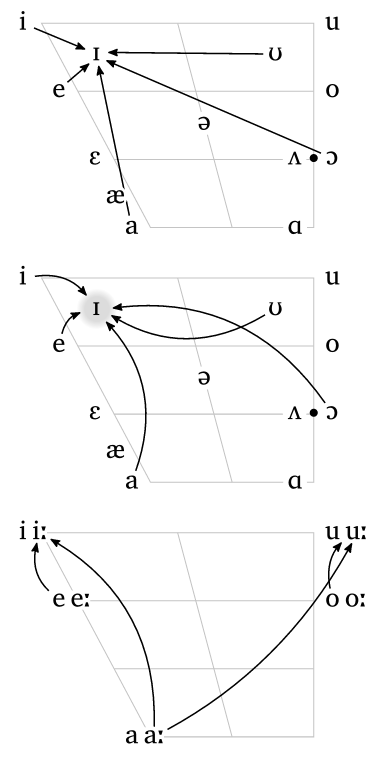 i u
ɪ ʊ
e o
ə
ɛ ʌ ɔ
æ
a ɑ
i u
ɪ ʊ
e o
ə
ɛ ʌ ɔ
æ
a ɑ
i iː u uː
e eː o oː
a aː